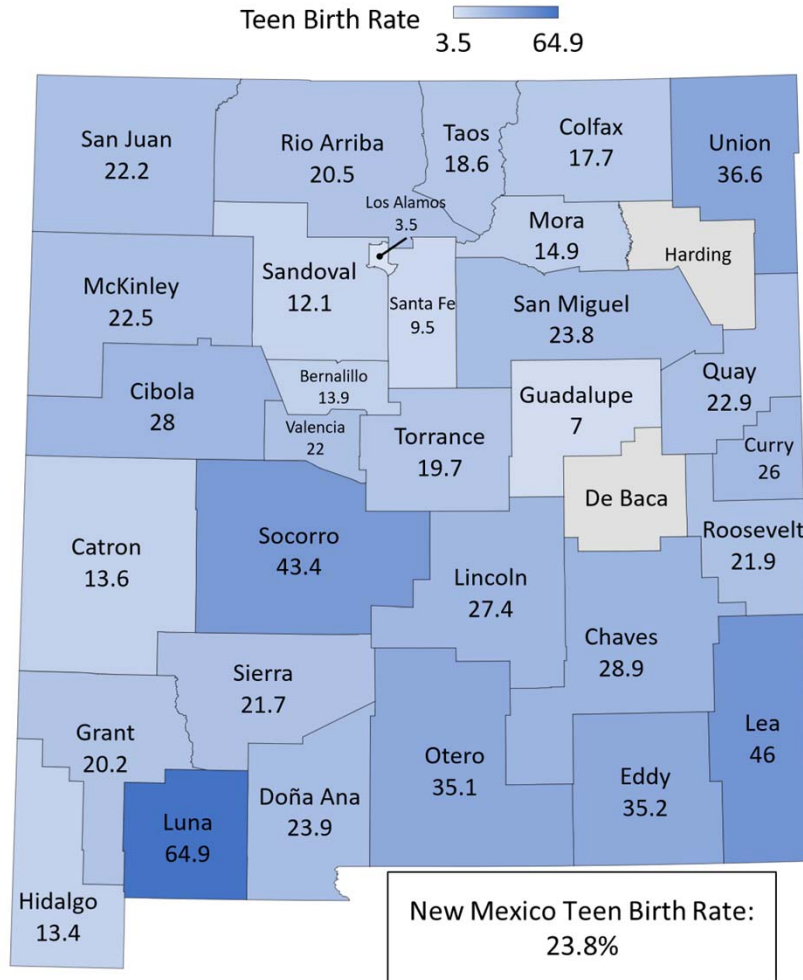 Teen Birth Rate
3.5 64.9
San Juan
22.2
Rio Arriba
20.5
Taos
18.6
Colfax
17.7
Union
36.6
Los Alamos
3.5
Mora
14.9
Harding
McKinley
22.5
Sandoval
12.1
Santa Fe
9.5
San Miguel
23.8
Cibola
28
Bernalillo
13.9
Valencia
22
Torrance
19.7
Guadalupe
7
Quay
22.9
Curry
26
De Baca
Catron
13.6
Socorro
43.4
Lincoln
27.4
Roosevelt
21.9
Chaves
28.9
Sierra
21.7
Grant
20.2
Luna
64.9
Doña Ana
23.9
Otero
35.1
Eddy
35.2
Lea
46
Hidalgo
13.4
New Mexico Teen Birth Rate:
23.8%